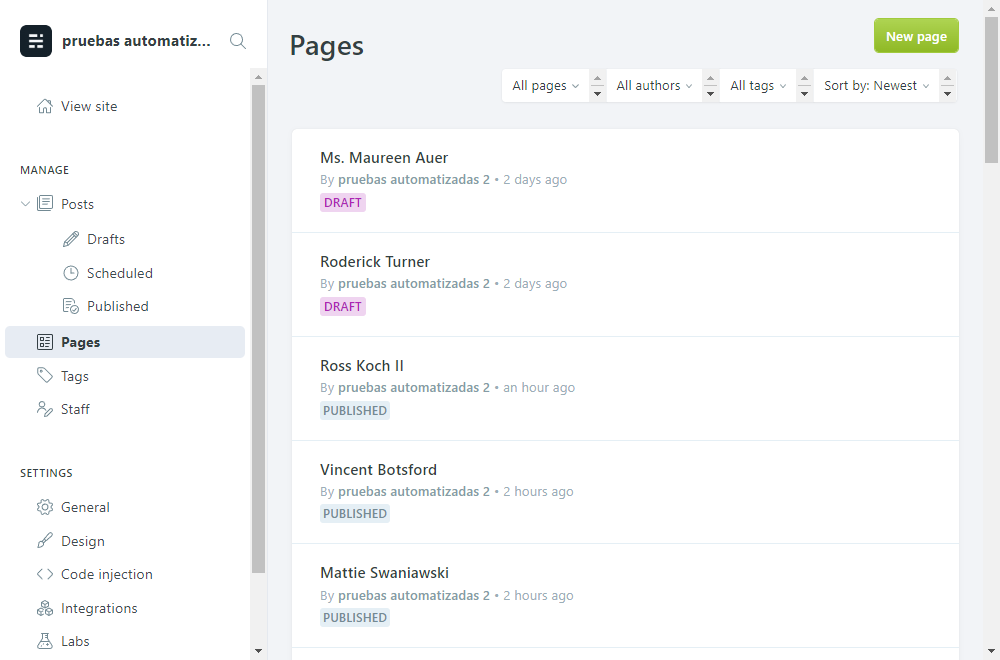 pruebas automatiz...
View site
MANAGE
Posts
Drafts
Scheduled
Published
Pages
Tags
Staff
SETTINGS
General
Design
Code injection
Integrations
Labs
Pages
New page
All pages
All authors
All tags
Sort by: Newest
Ms. Maureen Auer
By pruebas automatizadas 2 • 2 days ago
DRAFT
Roderick Turner
By pruebas automatizadas 2 • 2 days ago
DRAFT
Ross Koch II
By pruebas automatizadas 2 • an hour ago
PUBLISHED
Vincent Botsford
By pruebas automatizadas 2 • 2 hours ago
PUBLISHED
Mattie Swaniawski
By pruebas automatizadas 2 • 2 hours ago
PUBLISHED